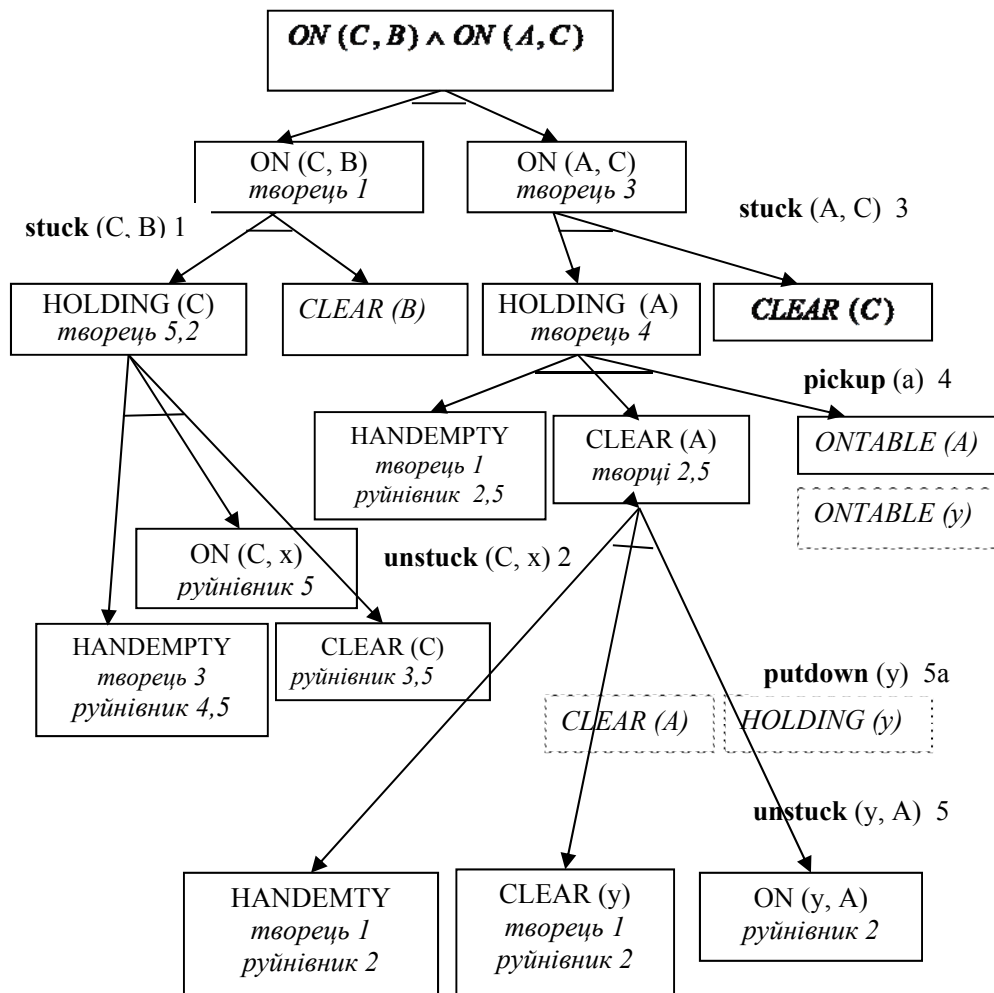 ON (C, B) ∧ ON (A, C)
ON (C, B)
творець 1
ON (A, C)
творець 3
stuck (C, B) 1
stuck (A, C) 3
HOLDING (C)
творець 5,2
CLEAR (B)
HOLDING (A)
творець 4
CLEAR (C)
pickup (a) 4
HANDEMPTY
творець 1
руйнівник 2,5
CLEAR (A)
творці 2,5
ONTABLE (A)
ONTABLE (y)
ON (C, x)
руйнівник 5
unstuck (C, x) 2
HANDEMPTY
творець 3
руйнівник 4,5
CLEAR (C)
руйнівник 3,5
putdown (y) 5a
CLEAR (A)
HOLDING (y)
unstuck (y, A) 5
HANDEMTY
творець 1
руйнівник 2
CLEAR (y)
творець 1
руйнівник 2
ON (y, A)
руйнівник 2